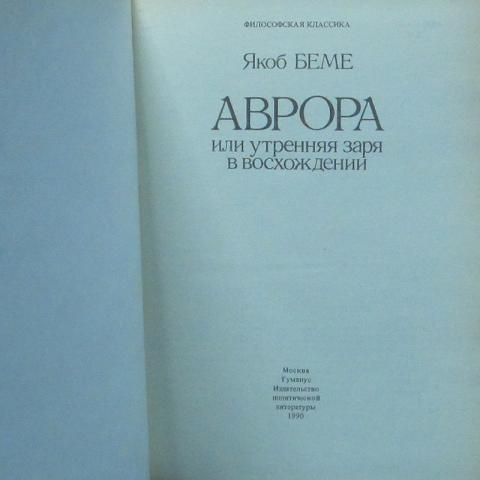 ФИЛОСОФСКАЯ КЛАССИКА
Якоб БЕМЕ
АВРОРА
или утренняя заря
в восхождении
Москва
Гуманус
Издательство
политической
литературы
1990